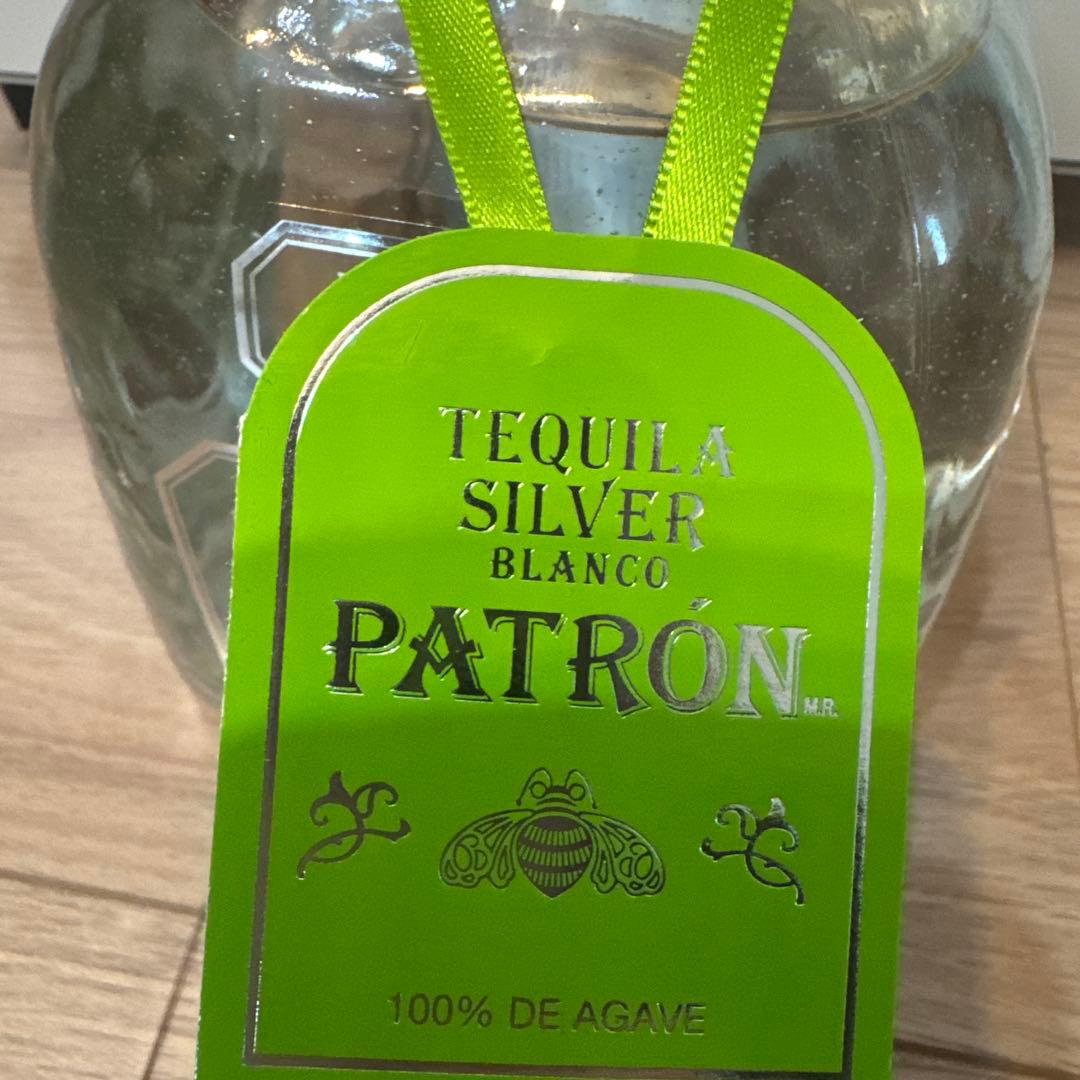 TEQUILA
SILVER
BLANCO
PATRÓN M.R.
100% DE AGAVE